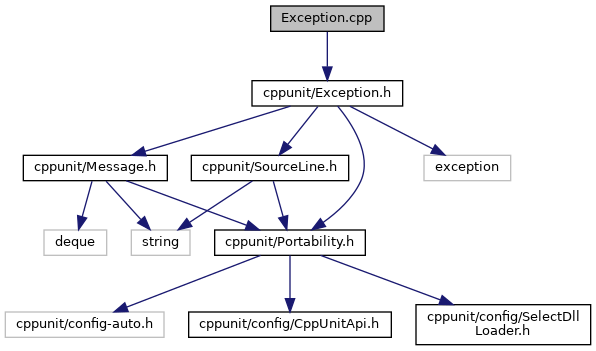 Exception.cpp
cppunit/Exception.h
cppunit/Message.h
cppunit/SourceLine.h
exception
deque
string
cppunit/Portability.h
cppunit/config-auto.h
cppunit/config/CppUnitApi.h
cppunit/config/SelectDll
Loader.h